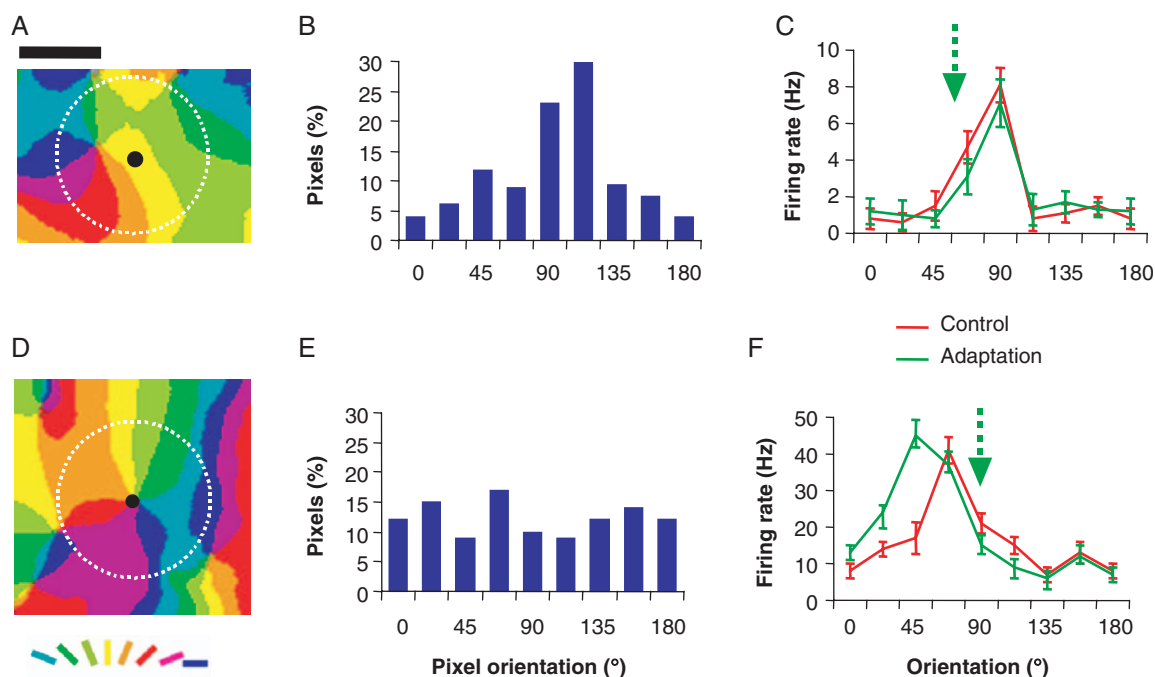 A
B
C
30
25
20
15
10
5
0
Pixels (%)
0 45 90 135 180
10
8
6
4
2
0
Firing rate (Hz)
0 45 90 135 180
Control
Adaptation
D
E
F
30
25
20
15
10
5
0
Pixels (%)
0 45 90 135 180
Pixel orientation (°)
50
40
30
20
10
0
Firing rate (Hz)
0 45 90 135 180
Orientation (°)